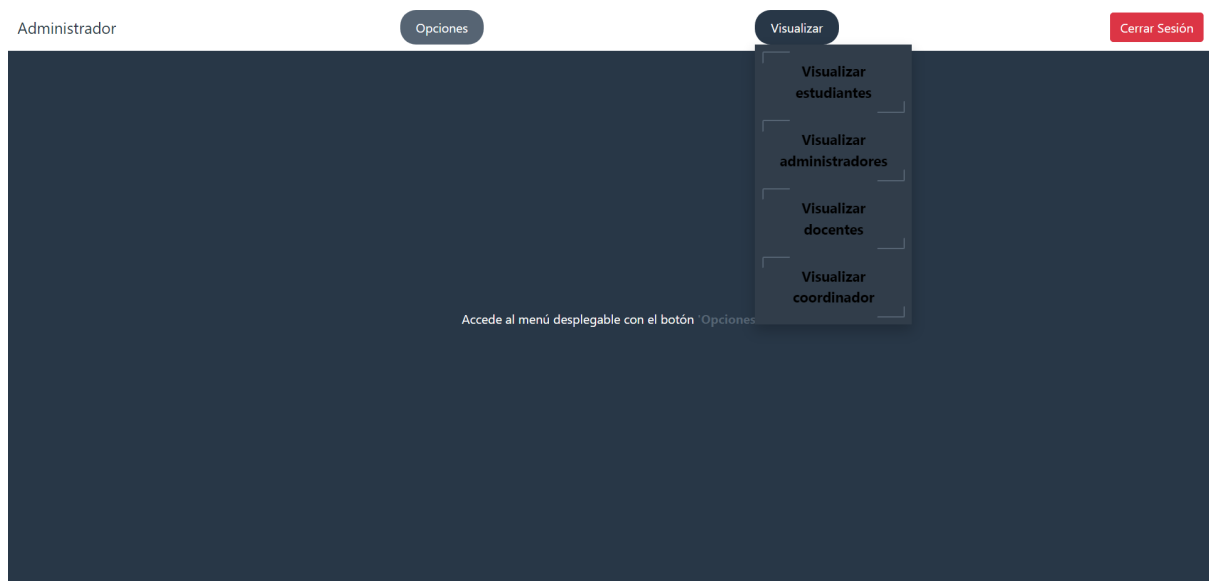 Administrador
Opciones
Visualizar
Cerrar Sesión
Visualizar
estudiantes
Visualizar
administradores
Visualizar
docentes
Visualizar
coordinador
Accede al menú desplegable con el botón 'Opciones